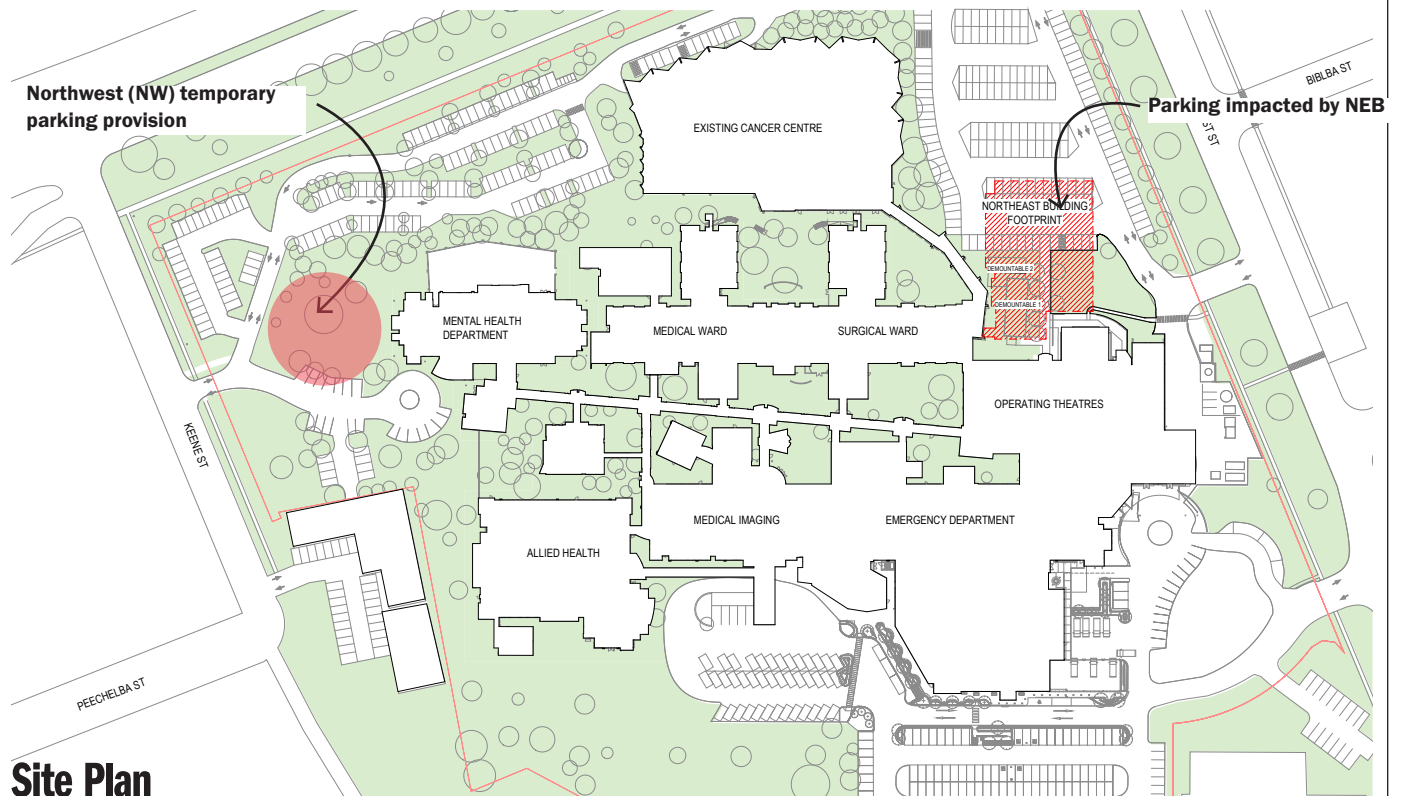 BIBLBA ST
Northwest (NW) temporary
parking provision
Parking impacted by NEB
ST ST
EXISTING CANCER CENTRE
NORTHEAST BUILDING
FOOTPRINT
DEMOUNTABLE 2
DEMOUNTABLE 1
MENTAL HEALTH
DEPARTMENT
MEDICAL WARD
SURGICAL WARD
OPERATING THEATRES
KEENE ST
MEDICAL IMAGING
EMERGENCY DEPARTMENT
ALLIED HEALTH
PEECHELBA ST
Site Plan